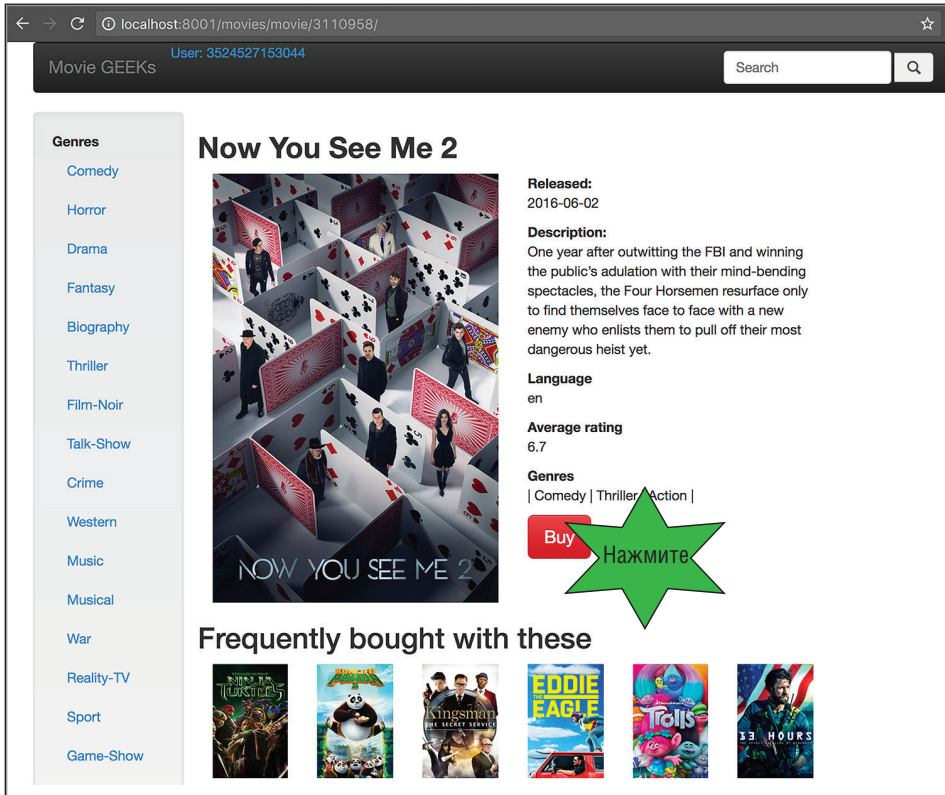 localhost:8001/movies/movie/3110958/
Movie GEEKs
User: 3524527153044
Search
Genres
Comedy
Horror
Drama
Fantasy
Biography
Thriller
Film-Noir
Talk-Show
Crime
Western
Music
Musical
War
Reality-TV
Sport
Game-Show
Now You See Me 2
NOW YOU SEE ME 2
Released:
2016-06-02
Description:
One year after outwitting the FBI and winning
the public's adulation with their mind-bending
spectacles, the Four Horsemen resurface only
to find themselves face to face with a new
enemy who enlists them to pull off their most
dangerous heist yet.
Language
en
Average rating
6.7
Genres
| Comedy | Thriller | Action |
Buy
Нажмите
Frequently bought with these
NINJA
TURTLES
KUNG FU
PANDA
Kingsman
THE SECRET SERVICE
EDDIE
THE
EAGLE
Trolls
13 HOURS